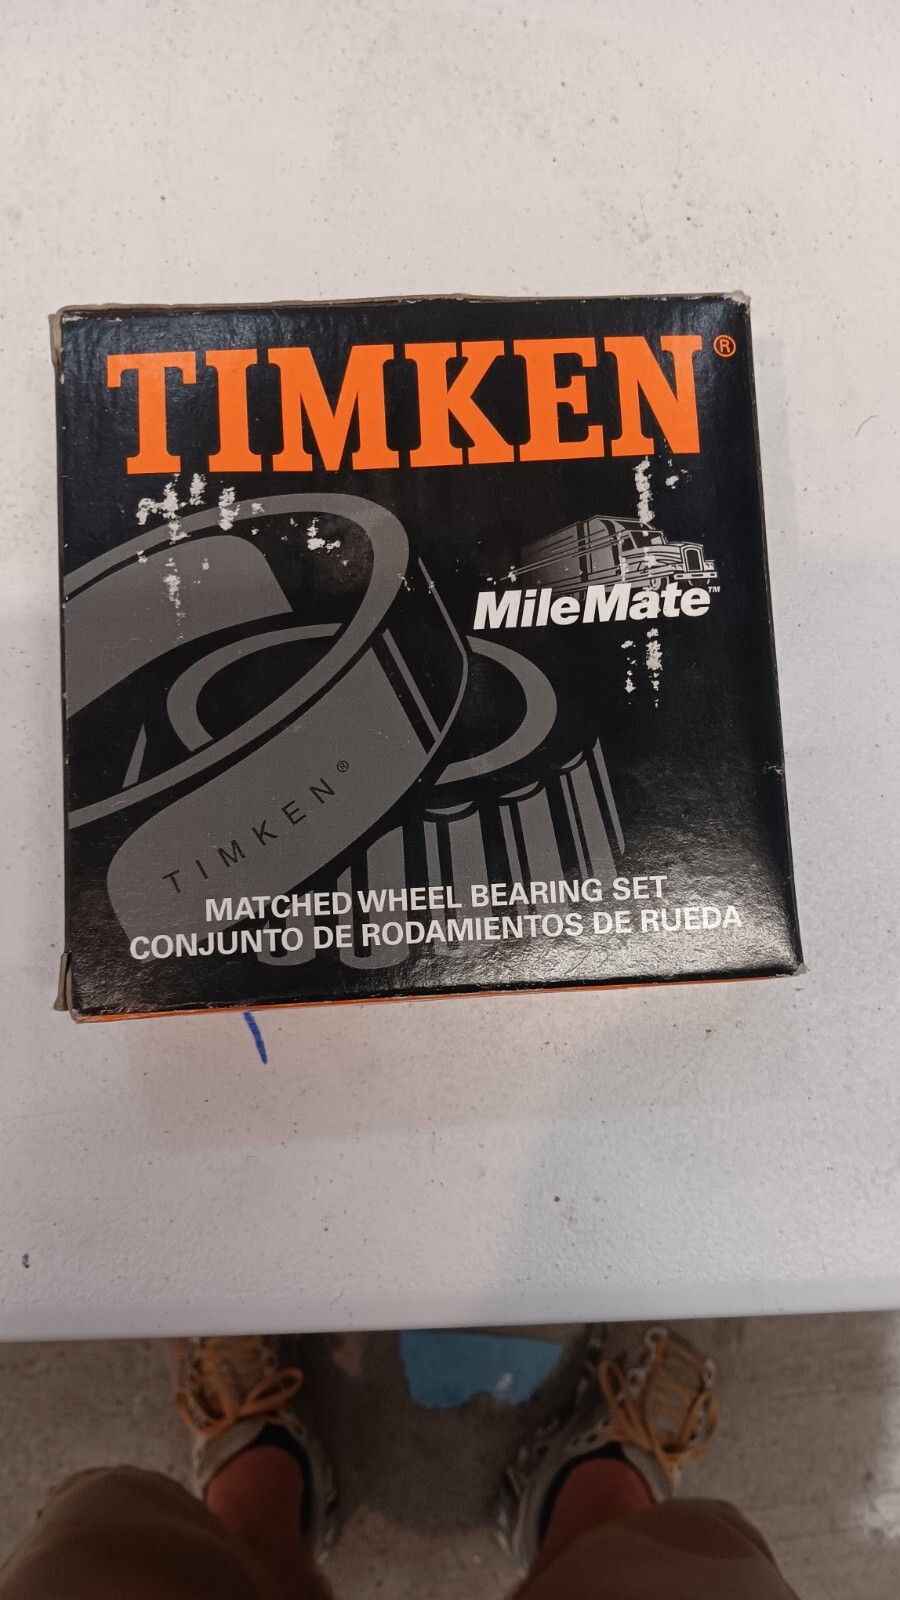 TIMKEN®
MileMate™
TIMKEN®
MATCHED WHEEL BEARING SET
CONJUNTO DE RODAMIENTOS DE RUEDA